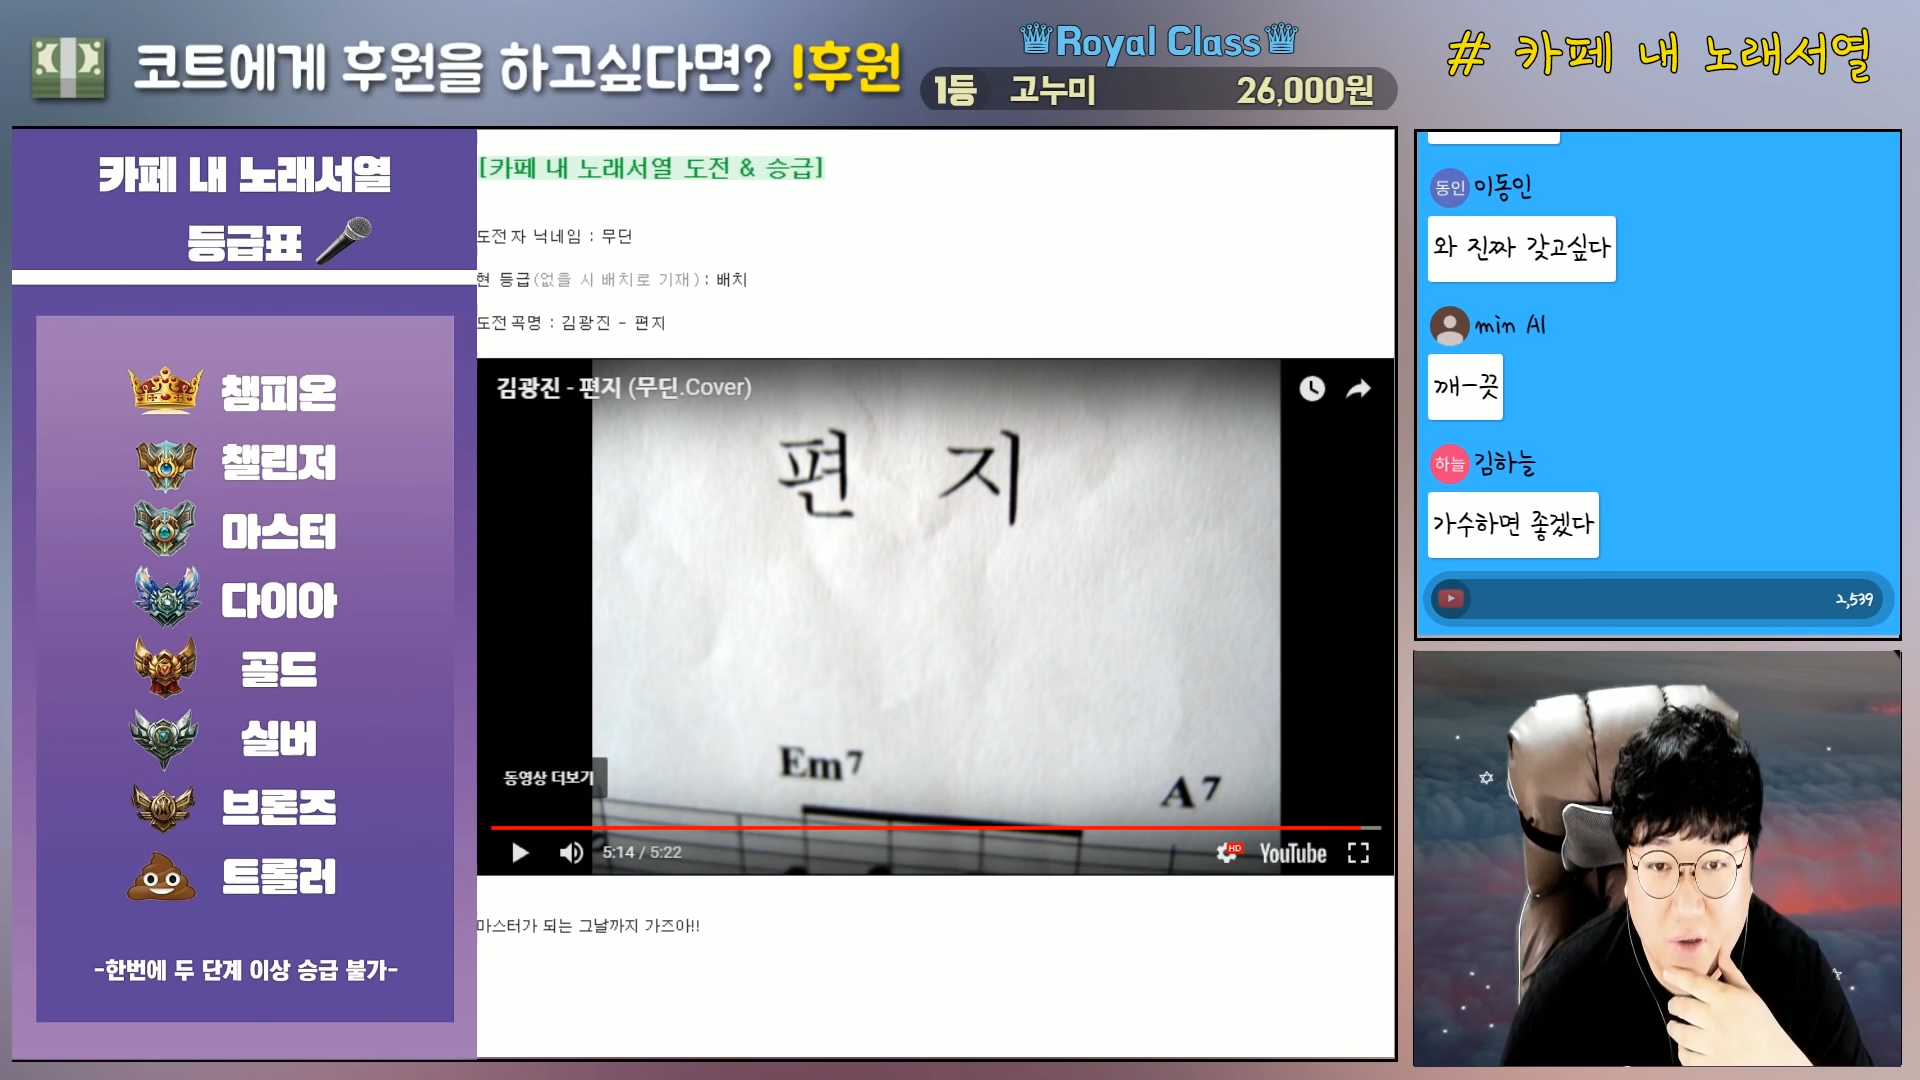 코트에게 후원을 하고싶다면? !후원
Royal Class
1등 고누미 26,000원
# 카페 내 노래서열
카페 내 노래서열
등급표
챔피온
챌린저
마스터
다이아
골드
실버
브론즈
트롤러
-한번에 두 단계 이상 승급 불가-
[카페 내 노래서열 도전 & 승급]
도전자 닉네임 : 무딘
현 등급(없을 시 배치로 기재) : 배치
도전곡명 : 김광진 - 편지
김광진 - 편지 (무딘.Cover)
편 지
Em7
A7
동영상 더보기
5:14 / 5:22
HD
YouTube
마스터가 되는 그날까지 가즈아!!
동인 이동인
와 진짜 갖고싶다
min AI
깨-끗
하늘 김하늘
가수하면 좋겠다
2,539